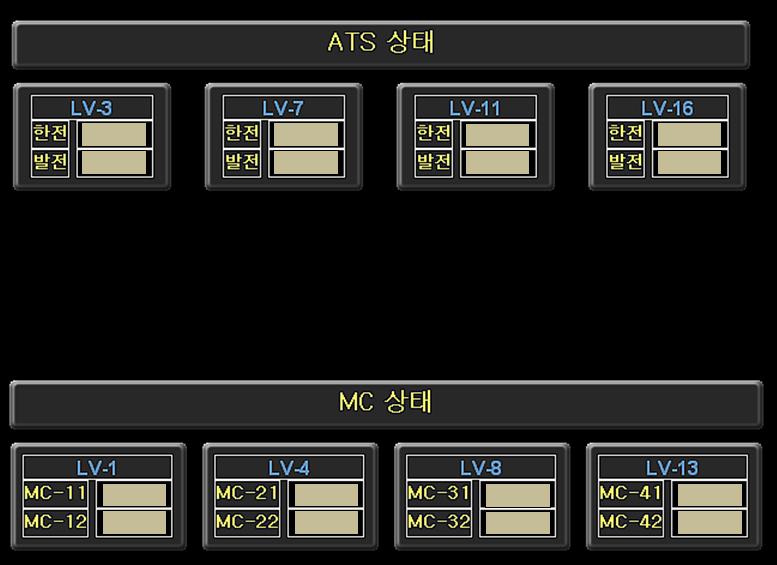 ATS 상태
LV-3 LV-7 LV-11 LV-16
한전 한전 한전 한전
발전 발전 발전 발전
MC 상태
LV-1 LV-4 LV-8 LV-13
MC-11 MC-21 MC-31 MC-41
MC-12 MC-22 MC-32 MC-42